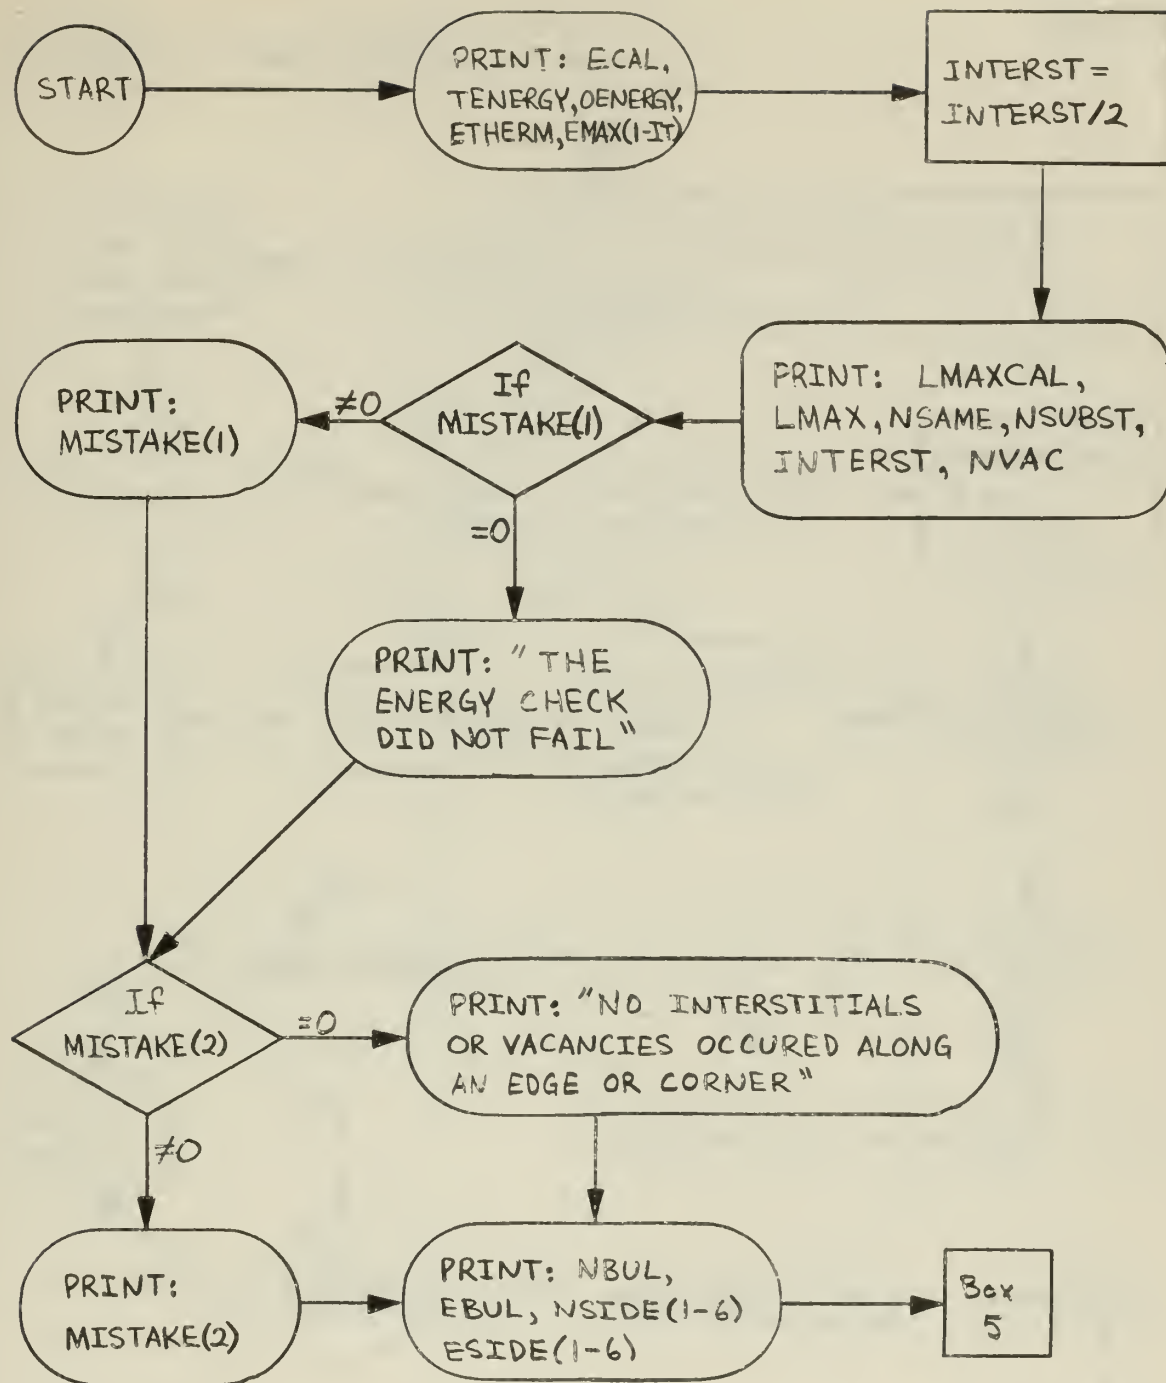 START
PRINT: ECAL,
TENERGY, OENERGY,
ETHERM, EMAX(1-IT)
INTERST =
INTERST/2
PRINT: LMAXCAL,
LMAX, NSAME, NSUBST,
INTERST, NVAC
If
MISTAKE(1)
≠0
=0
PRINT:
MISTAKE(1)
PRINT: "THE
ENERGY CHECK
DID NOT FAIL"
If
MISTAKE(2)
=0
≠0
PRINT: "NO INTERSTITIALS
OR VACANCIES OCCURED ALONG
AN EDGE OR CORNER"
PRINT:
MISTAKE(2)
PRINT: NBUL,
EBUL, NSIDE(1-6)
ESIDE(1-6)
Box
5